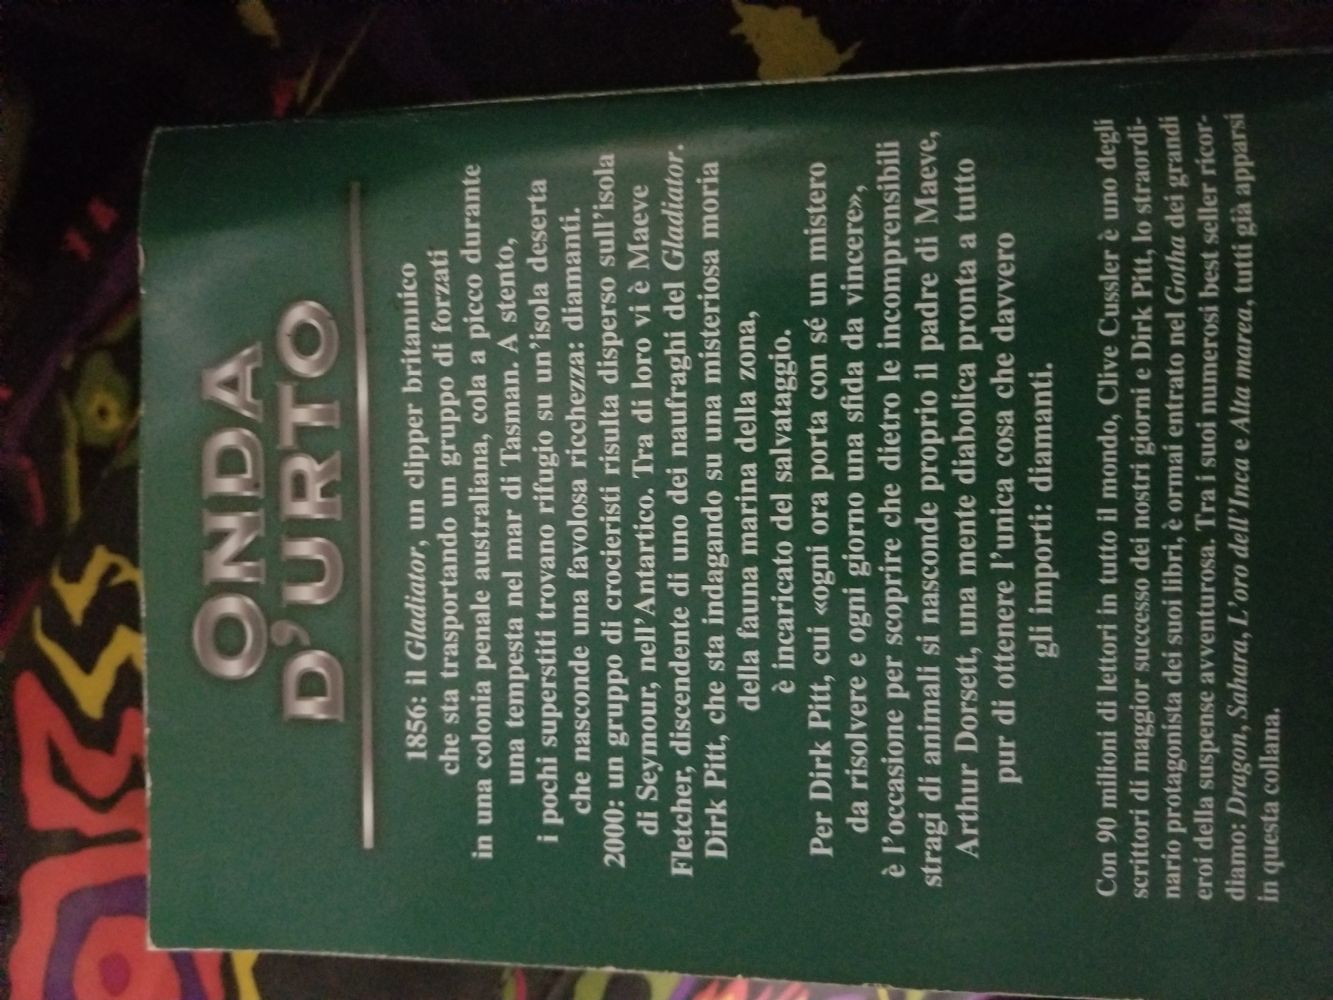 ONDA
D'URTO
1856: il Gladiator, un clipper britanico
che sta trasportando un gruppo di forzati
in una colonia penale australiana, cola a picco durante
una tempesta nel mar di Tasman. A stento,
i pochi superstiti trovano rifugio su un'isola deserta
che nasconde una favolosa ricchezza: diamanti.
2000: un gruppo di crocieristi risulta disperso sull'isola
di Seymour, nell'Antartico. Tra di loro vi è Maeve
Fletcher, discendente di uno dei naufraghi del Gladiator.
Dirk Pitt, che sta indagando su una misteriosa moria
della fauna marina della zona,
è incaricato del salvataggio.
Per Dirk Pitt, cui «ogni ora porta con sé un mistero
da risolvere e ogni giorno una sfida da vincere»,
è l'occasione per scoprire che dietro le incomprensibili
stragi di animali si nasconde proprio il padre di Maeve,
Arthur Dorsett, una mente diabolica pronta a tutto
pur di ottenere l'unica cosa che davvero
gli importi: diamanti.
Con 90 milioni di lettori in tutto il mondo, Clive Cussler è uno degli
scrittori di maggior successo dei nostri giorni e Dirk Pitt, lo straordi-
nario protagonista dei suoi libri, è ormai entrato nel Gotha dei grandi
eroi della suspense avventurosa. Tra i suoi numerosi best seller ricor-
diamo: Dragon, Sahara, L'oro dell'Inca e Alta marea, tutti già apparsi
in questa collana.